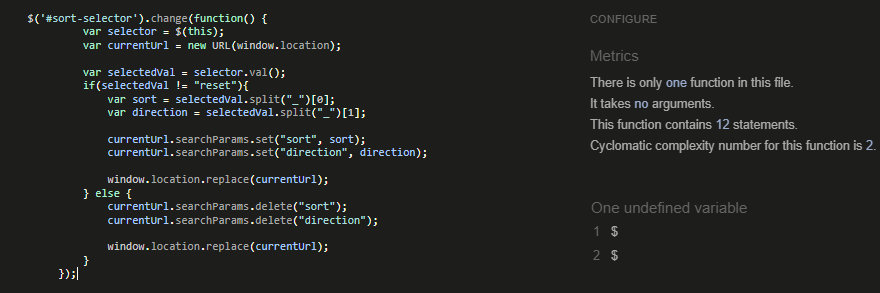 $('#sort-selector').change(function() {
var selector = $(this);
var currentUrl = new URL(window.location);
var selectedVal = selector.val();
if(selectedVal != "reset"){
var sort = selectedVal.split("_")[0];
var direction = selectedVal.split("_")[1];
currentUrl.searchParams.set("sort", sort);
currentUrl.searchParams.set("direction", direction);
window.location.replace(currentUrl);
} else {
currentUrl.searchParams.delete("sort");
currentUrl.searchParams.delete("direction");
window.location.replace(currentUrl);
}
});
CONFIGURE
Metrics
There is only one function in this file.
It takes no arguments.
This function contains 12 statements.
Cyclomatic complexity number for this function is 2.
One undefined variable
1 $
2 $